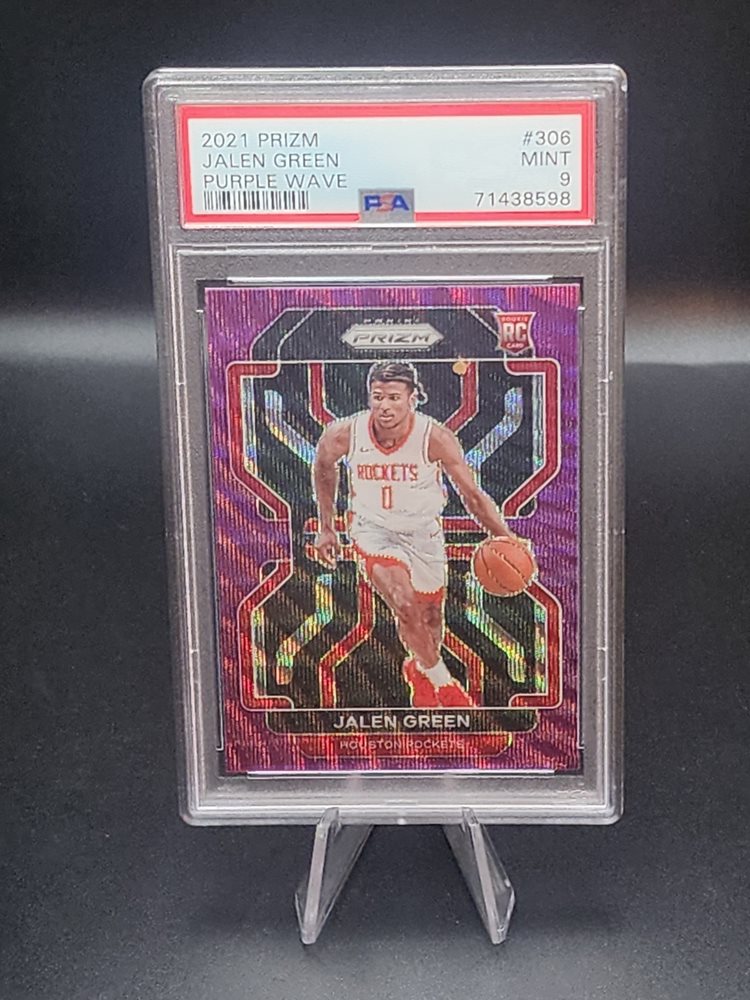 2021 PRIZM #306
JALEN GREEN MINT
PURPLE WAVE 9
PSA 71438598
PANINI
PRIZM
ROOKIE
RC
CARD
ROCKETS
0
JALEN GREEN
HOUSTON ROCKETS